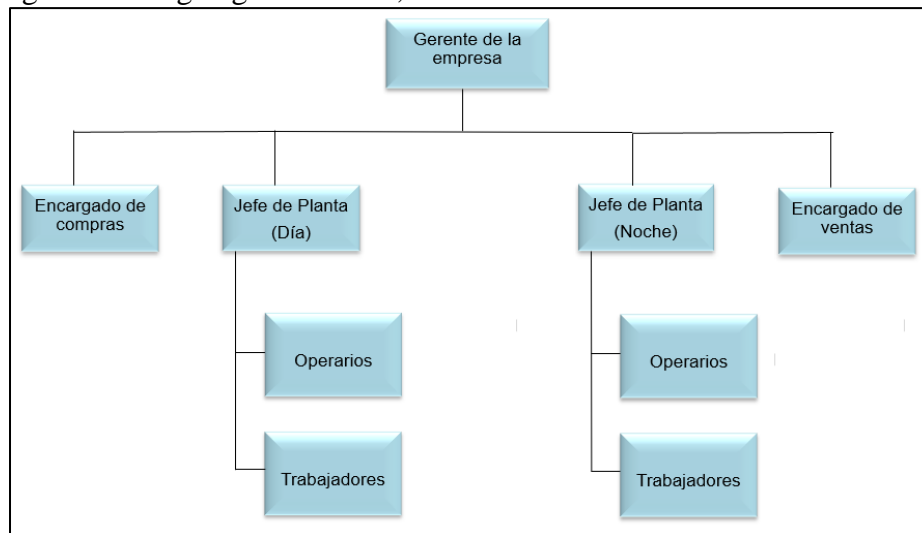 Gerente de la
empresa
Encargado de
compras
Jefe de Planta
(Día)
Jefe de Planta
(Noche)
Encargado de
ventas
Operarios
Operarios
Trabajadores
Trabajadores